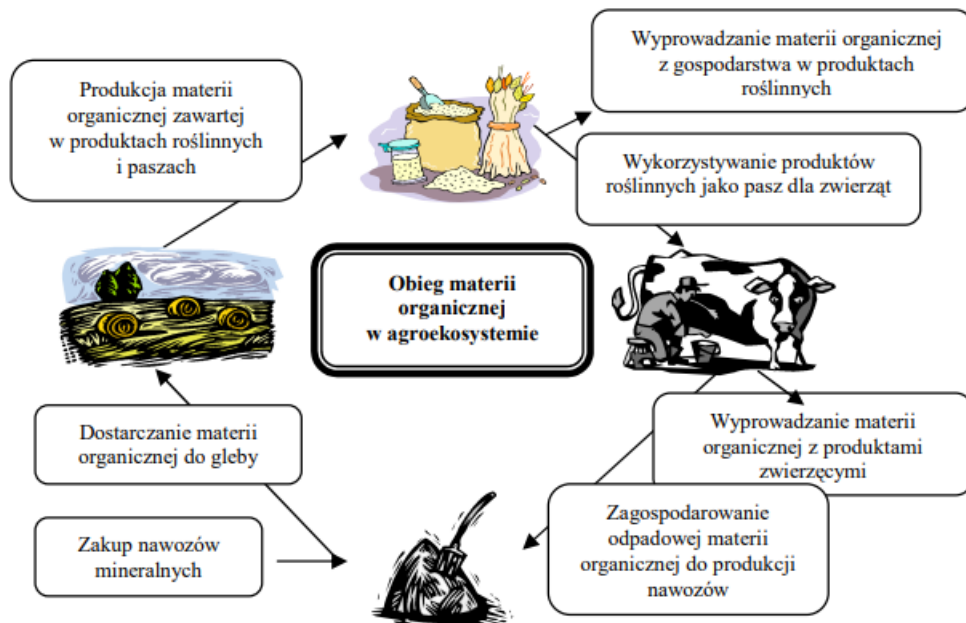 Produkcja materii
organicznej zawartej
w produktach roślinnych
i paszach
Wyprowadzanie materii organicznej
z gospodarstwa w produktach
roślinnych
Wykorzystywanie produktów
roślinnych jako pasz dla zwierząt
Obieg materii
organicznej
w agroekosystemie
Dostarczanie materii
organicznej do gleby
Wyprowadzanie materii
organicznej z produktami
zwierzęcymi
Zakup nawozów
mineralnych
Zagospodarowanie
odpadowej materii
organicznej do produkcji
nawozów